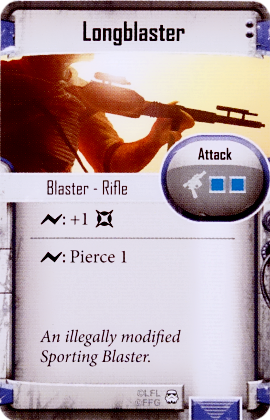 Longblaster
Attack
Blaster - Rifle
: +1
: Pierce 1
An illegally modified
Sporting Blaster.
©LFL
©FFG